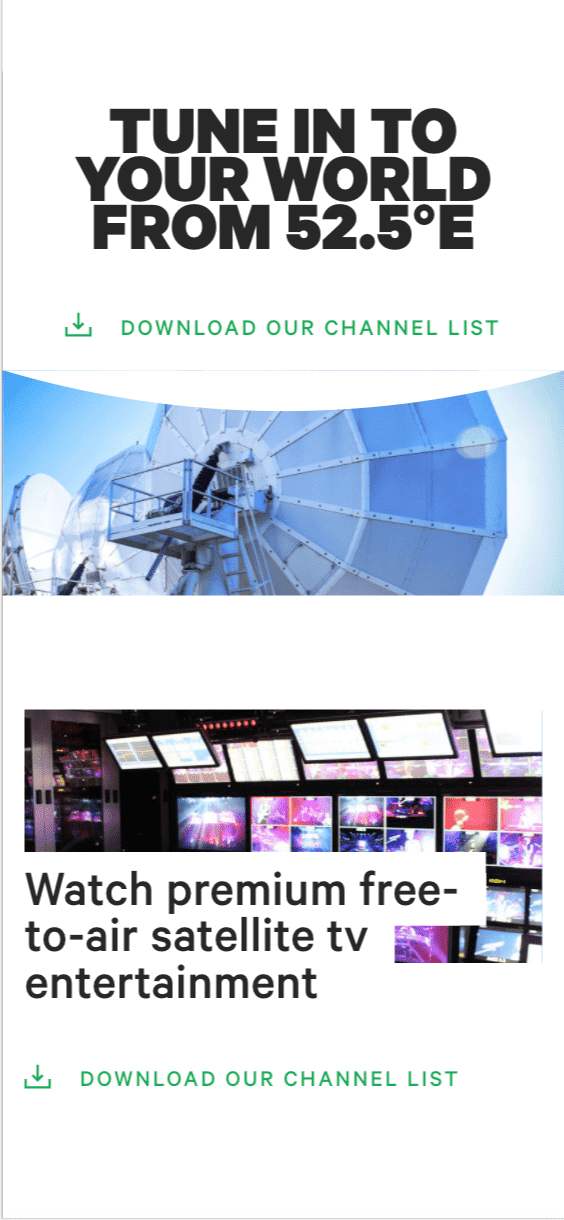 TUNE IN TO
YOUR WORLD
FROM 52.5°E
DOWNLOAD OUR CHANNEL LIST
Watch premium free-
to-air satellite tv
entertainment
DOWNLOAD OUR CHANNEL LIST